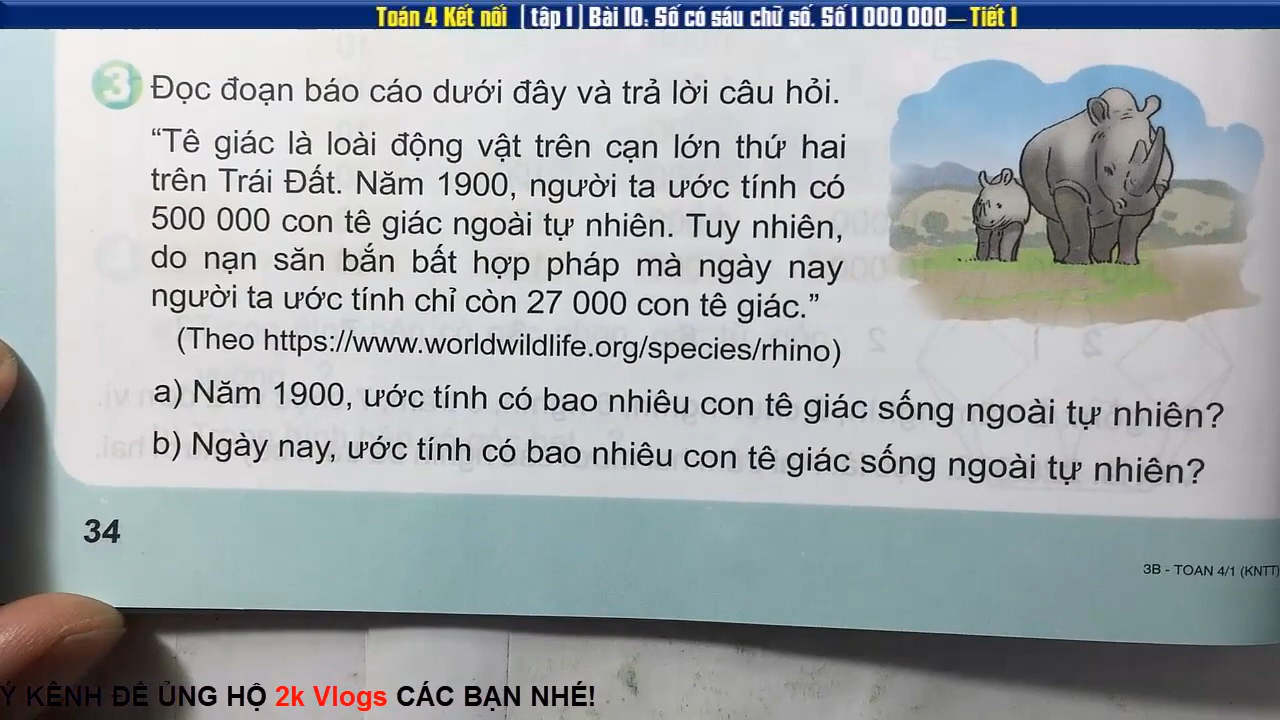 Toán 4 Kết nối [ tập 1 ] Bài 10: Số có sáu chữ số. Số 1 000 000– Tiết 1
3 Đọc đoạn báo cáo dưới đây và trả lời câu hỏi.
“Tê giác là loài động vật trên cạn lớn thứ hai
trên Trái Đất. Năm 1900, người ta ước tính có
500 000 con tê giác ngoài tự nhiên. Tuy nhiên,
do nạn săn bắn bất hợp pháp mà ngày nay
người ta ước tính chỉ còn 27 000 con tê giác.”
(Theo https://www.worldwildlife.org/species/rhino)
a) Năm 1900, ước tính có bao nhiêu con tê giác sống ngoài tự nhiên?
b) Ngày nay, ước tính có bao nhiêu con tê giác sống ngoài tự nhiên?
34
3B - TOAN 4/1 (KNTT)
Ý KÊNH ĐỂ ỦNG HỘ 2k Vlogs CÁC BẠN NHÉ!